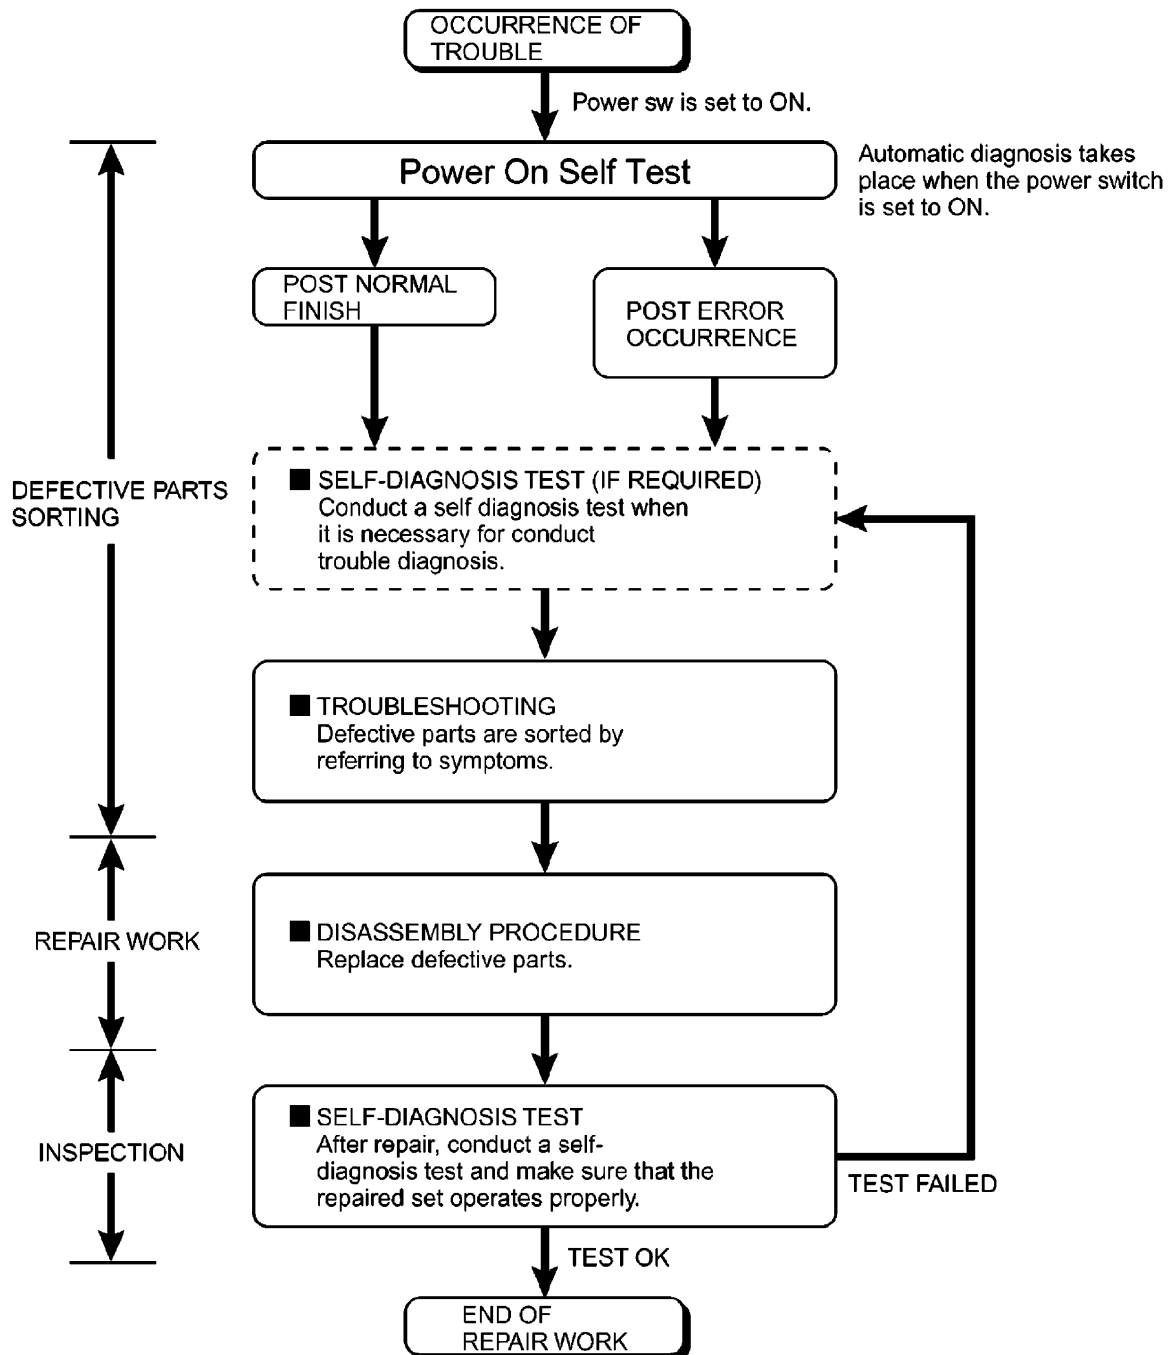 OCCURRENCE OF
TROUBLE
Power sw is set to ON.
Power On Self Test
Automatic diagnosis takes
place when the power switch
is set to ON.
POST NORMAL
FINISH
POST ERROR
OCCURRENCE
DEFECTIVE PARTS
SORTING
■ SELF-DIAGNOSIS TEST (IF REQUIRED)
Conduct a self diagnosis test when
it is necessary for conduct
trouble diagnosis.
■ TROUBLESHOOTING
Defective parts are sorted by
referring to symptoms.
REPAIR WORK
■ DISASSEMBLY PROCEDURE
Replace defective parts.
INSPECTION
■ SELF-DIAGNOSIS TEST
After repair, conduct a self-
diagnosis test and make sure that the
repaired set operates properly.
TEST FAILED
TEST OK
END OF
REPAIR WORK